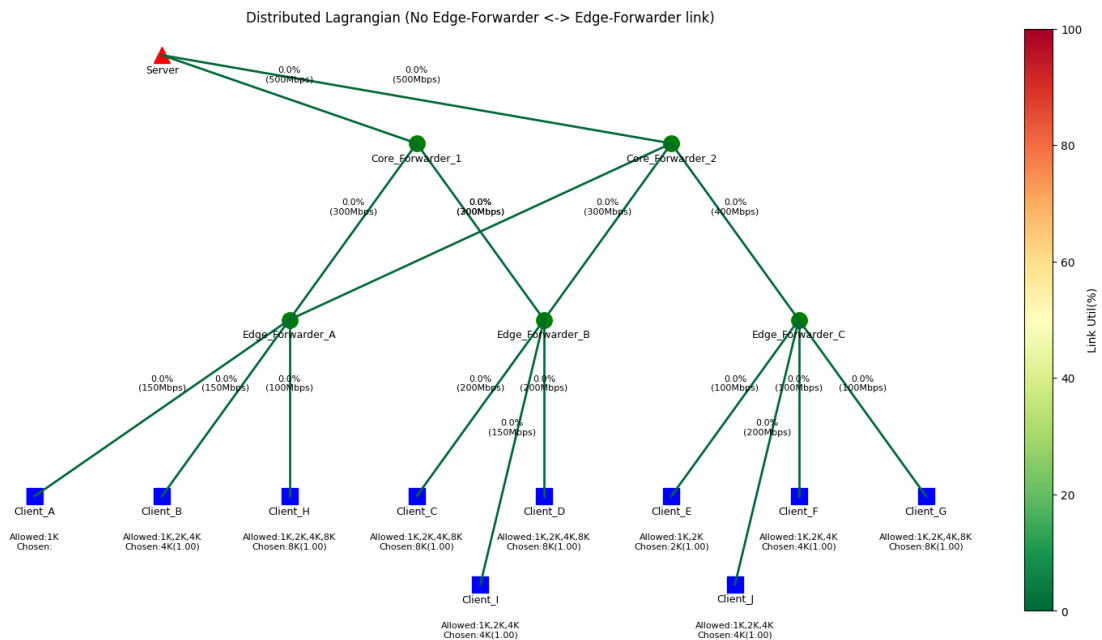 Distributed Lagrangian (No Edge-Forwarder <-> Edge-Forwarder link)
Server
0.0%
(500Mbps)
0.0%
(500Mbps)
Core_Forwarder_1
Core_Forwarder_2
0.0%
(300Mbps)
0.0%
(200Mbps)
0.0%
(300Mbps)
0.0%
(400Mbps)
Edge_Forwarder_A
Edge_Forwarder_B
Edge_Forwarder_C
0.0%
(150Mbps)
0.0%
(150Mbps)
0.0%
(100Mbps)
0.0%
(200Mbps)
0.0%
(200Mbps)
0.0%
(150Mbps)
0.0%
(100Mbps)
0.0%
(100Mbps)
0.0%
(100Mbps)
0.0%
(200Mbps)
Client_A
Allowed:1K
Chosen:
Client_B
Allowed:1K,2K,4K
Chosen:4K(1.00)
Client_H
Allowed:1K,2K,4K,8K
Chosen:8K(1.00)
Client_C
Allowed:1K,2K,4K,8K
Chosen:8K(1.00)
Client_D
Allowed:1K,2K,4K,8K
Chosen:8K(1.00)
Client_E
Allowed:1K,2K
Chosen:2K(1.00)
Client_F
Allowed:1K,2K,4K
Chosen:4K(1.00)
Client_G
Allowed:1K,2K,4K,8K
Chosen:8K(1.00)
Client_I
Allowed:1K,2K,4K
Chosen:4K(1.00)
Client_J
Allowed:1K,2K,4K
Chosen:4K(1.00)
100
80
60
40
20
0
Link Util(%)